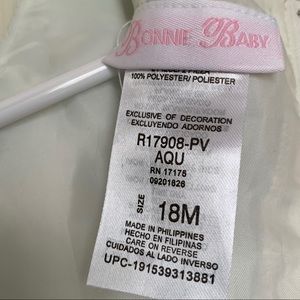 BONNIE BABY
100% POLYESTER/ POLIESTER
EXCLUSIVE OF DECORATION
EXCLUYENDO ADORNOS
R17908-PV
AQU
RN 17175
09201626
SIZE
18M
MADE IN PHILIPPINES
HECHO EN FILIPINAS
CARE ON REVERSE
CUIDADOS AL LADO INVERSO
UPC-191539313881